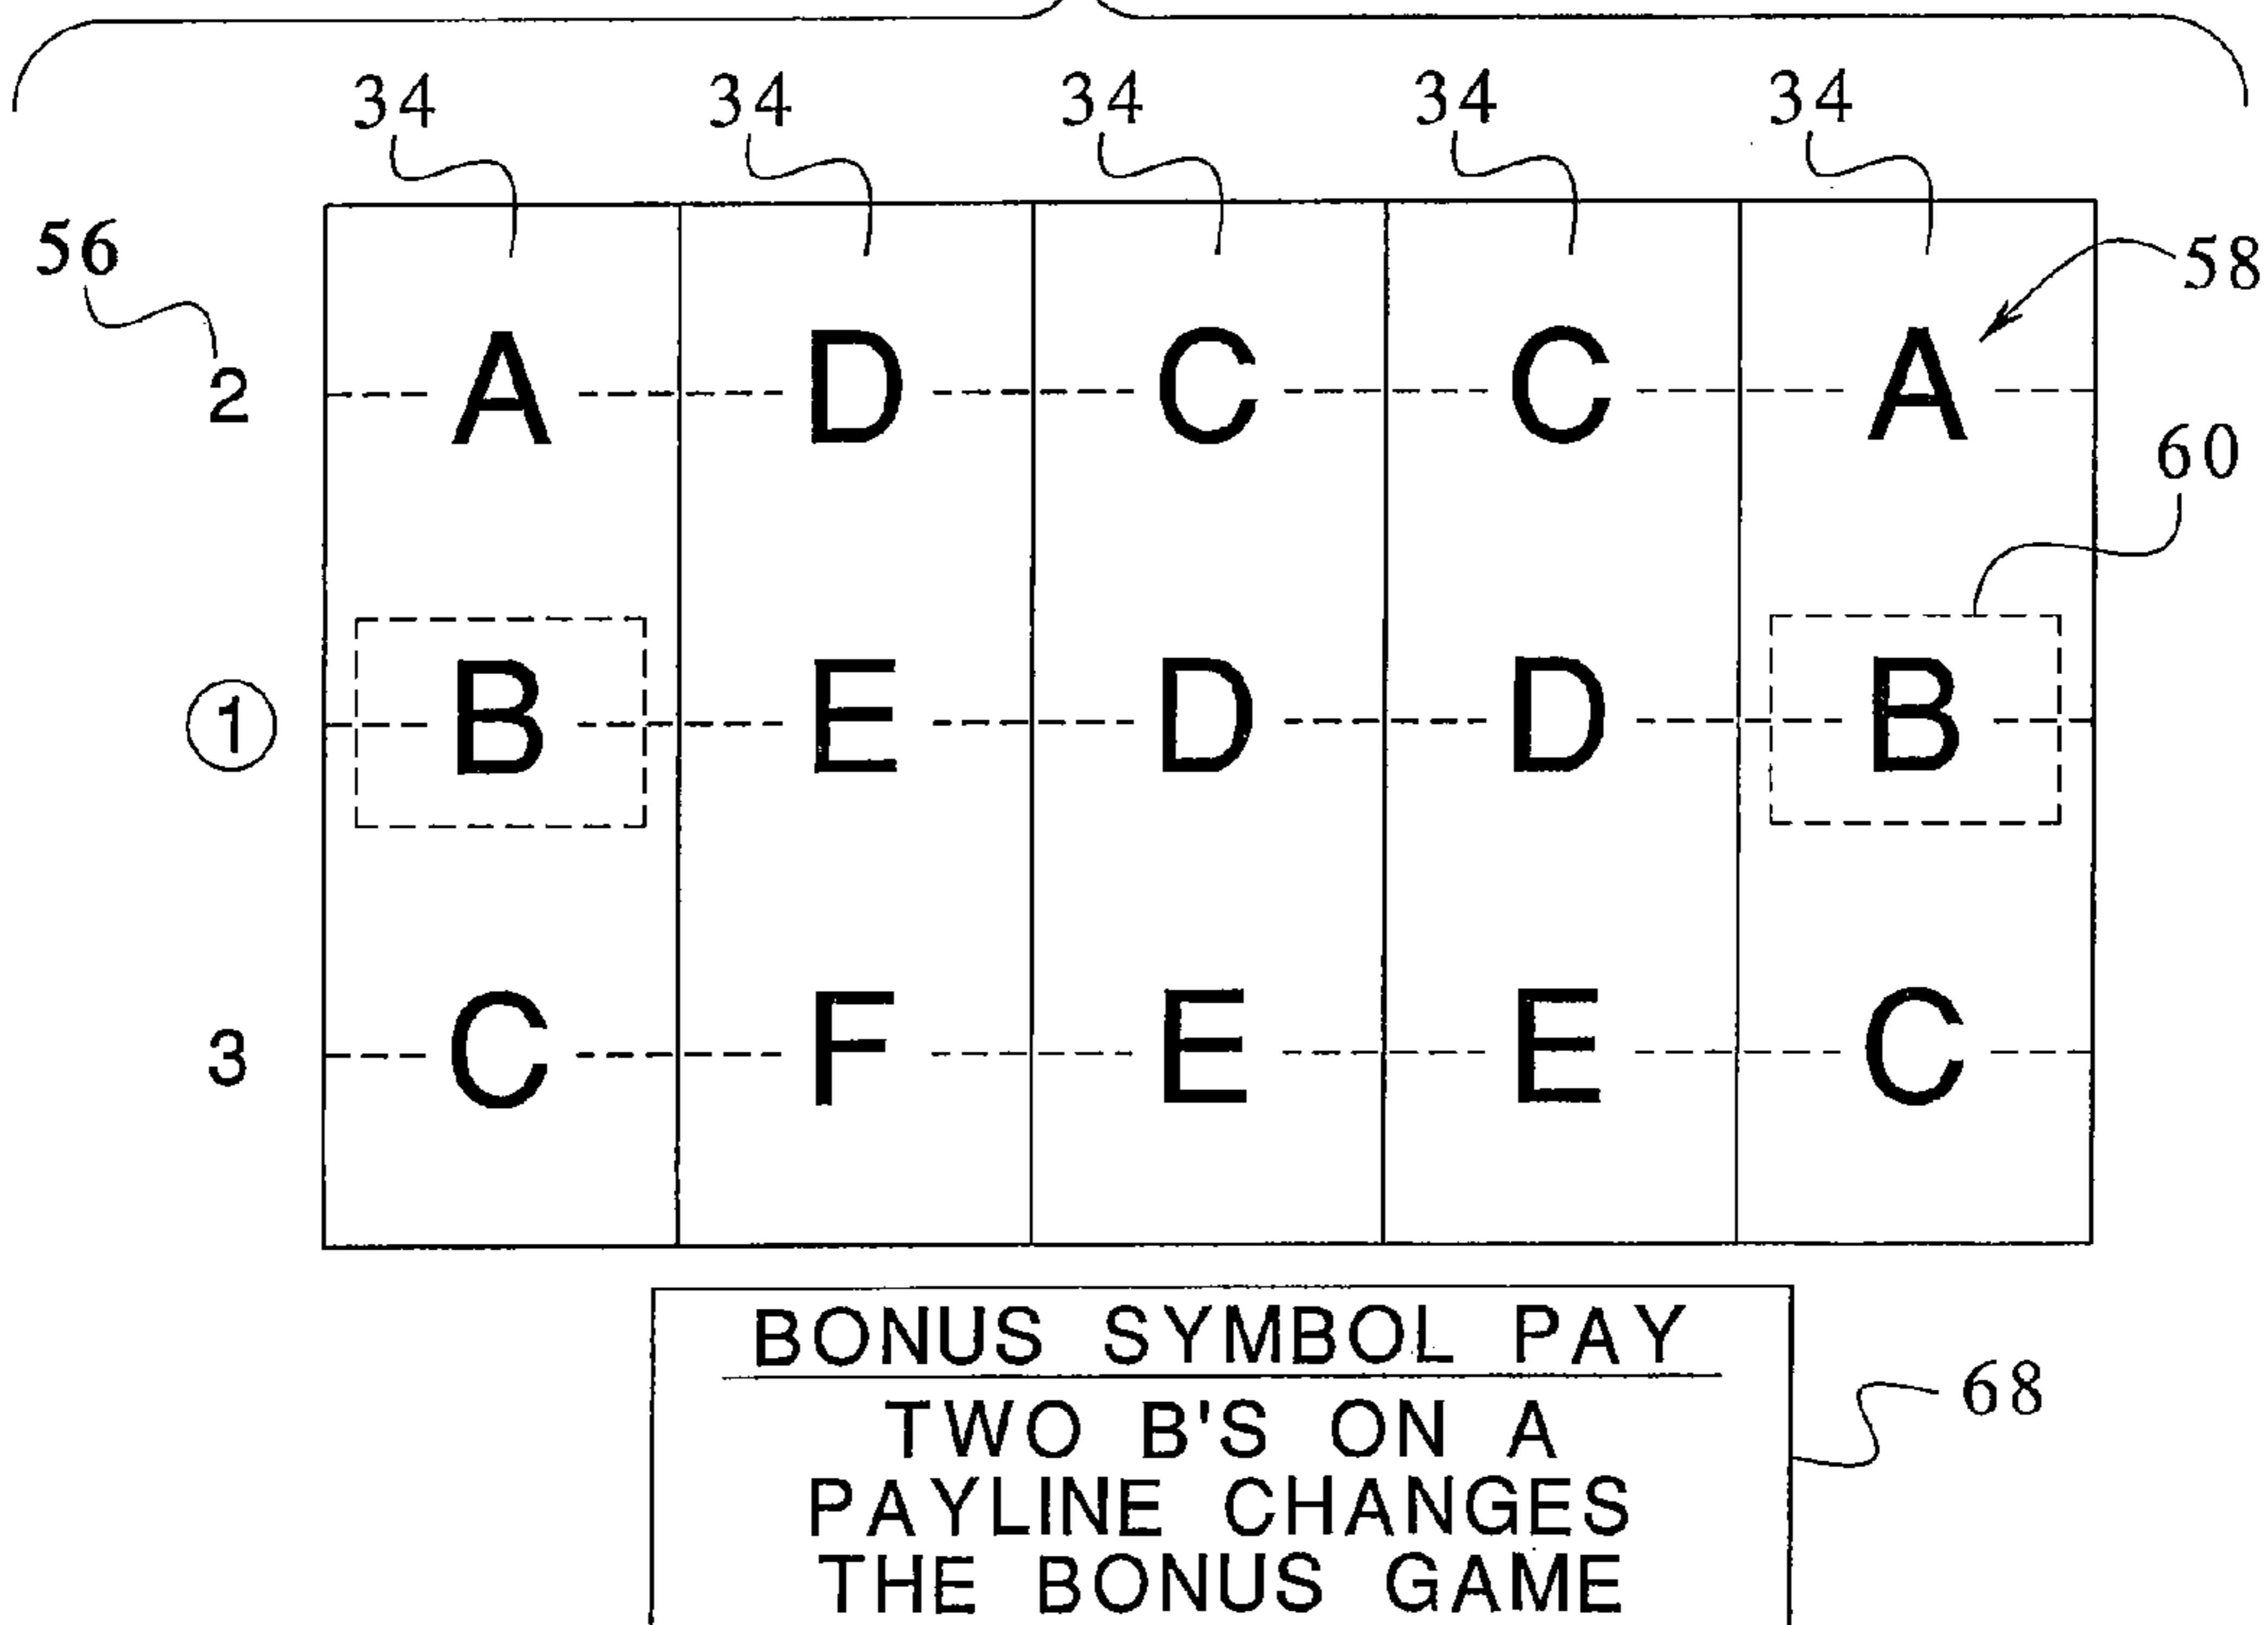 34 34 34 34 34
56
58
2 A D C C A
60
1 B E D D B
3 C F E E C
BONUS SYMBOL PAY
68
TWO B'S ON A
PAYLINE CHANGES
THE BONUS GAME